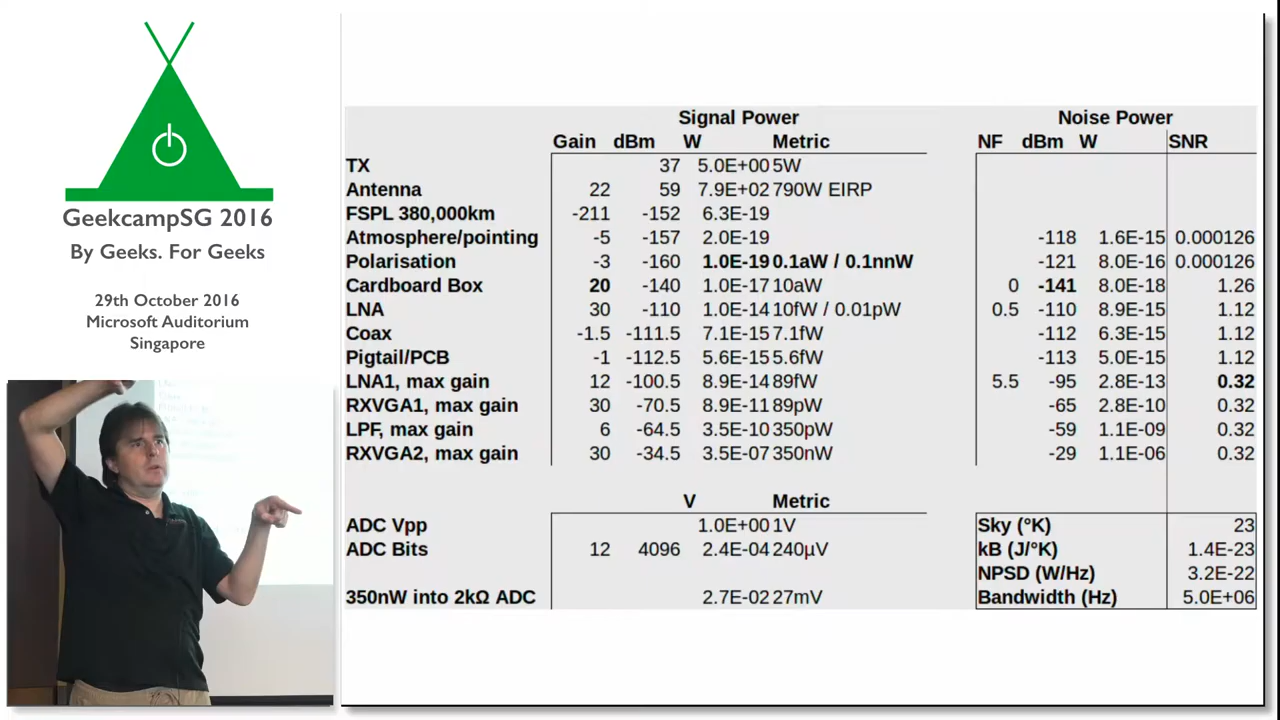 GeekcampSG 2016
By Geeks. For Geeks
29th October 2016
Microsoft Auditorium
Singapore
Signal Power Noise Power
Gain dBm W Metric NF dBm W SNR
TX 37 5.0E+00 5W
Antenna 22 59 7.9E+02 790W EIRP
FSPL 380,000km -211 -152 6.3E-19
Atmosphere/pointing -5 -157 2.0E-19 -118 1.6E-15 0.000126
Polarisation -3 -160 1.0E-19 0.1aW / 0.1nnW -121 8.0E-16 0.000126
Cardboard Box 20 -140 1.0E-17 10aW 0 -141 8.0E-18 1.26
LNA 30 -110 1.0E-14 10fW / 0.01pW 0.5 -110 8.9E-15 1.12
Coax -1.5 -111.5 7.1E-15 7.1fW -112 6.3E-15 1.12
Pigtail/PCB -1 -112.5 5.6E-15 5.6fW -113 5.0E-15 1.12
LNA1, max gain 12 -100.5 8.9E-14 89fW 5.5 -95 2.8E-13 0.32
RXVGA1, max gain 30 -70.5 8.9E-11 89pW -65 2.8E-10 0.32
LPF, max gain 6 -64.5 3.5E-10 350pW -59 1.1E-09 0.32
RXVGA2, max gain 30 -34.5 3.5E-07 350nW -29 1.1E-06 0.32
V Metric
ADC Vpp 1.0E+00 1V Sky (°K) 23
ADC Bits 12 4096 2.4E-04 240µV kB (J/°K) 1.4E-23
NPSD (W/Hz) 3.2E-22
350nW into 2kΩ ADC 2.7E-02 27mV Bandwidth (Hz) 5.0E+06